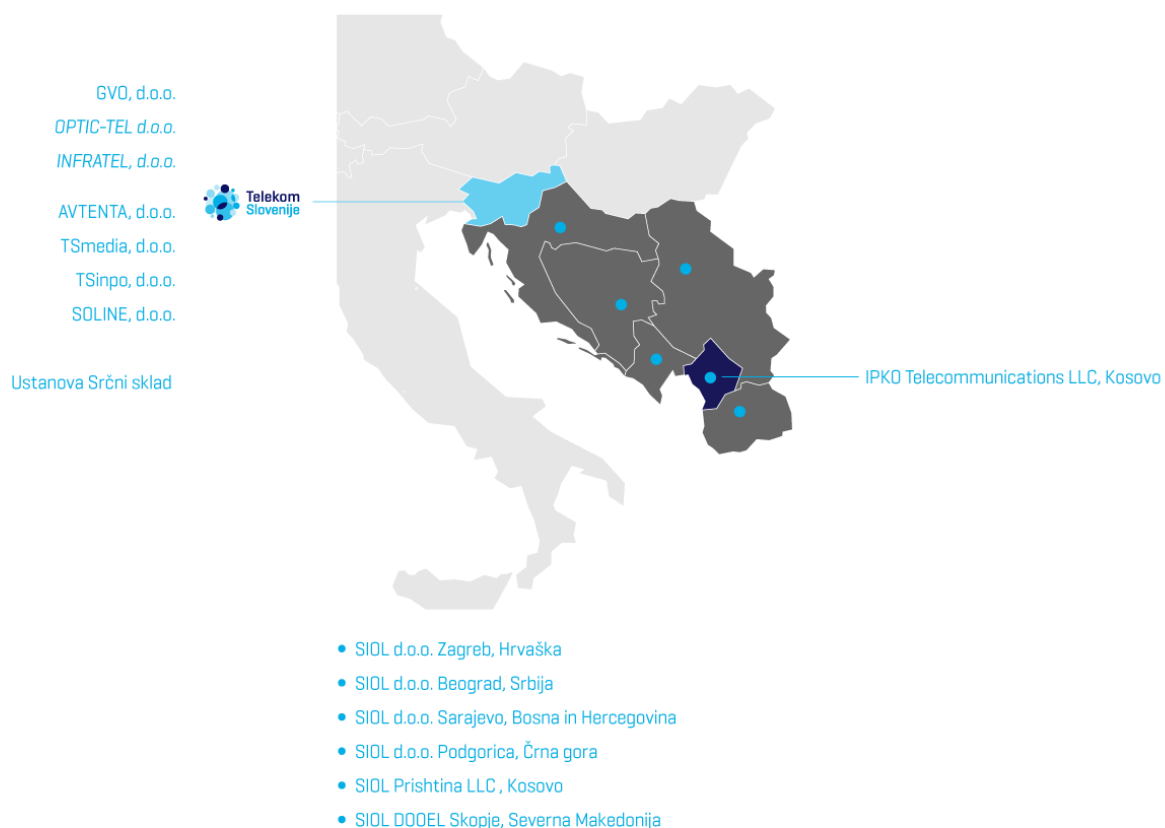 GVO, d.o.o.
OPTIC-TEL d.o.o.
INFRATEL, d.o.o.
AVTENTA, d.o.o.
TSmedia, d.o.o.
TSinpo, d.o.o.
SOLINE, d.o.o.
Ustanova Srčni sklad
Telekom
Slovenije
IPKO Telecommunications LLC, Kosovo
SIOL d.o.o. Zagreb, Hrvaška
SIOL d.o.o. Beograd, Srbija
SIOL d.o.o. Sarajevo, Bosna in Hercegovina
SIOL d.o.o. Podgorica, Črna gora
SIOL Prishtina LLC , Kosovo
SIOL DOOEL Skopje, Severna Makedonija